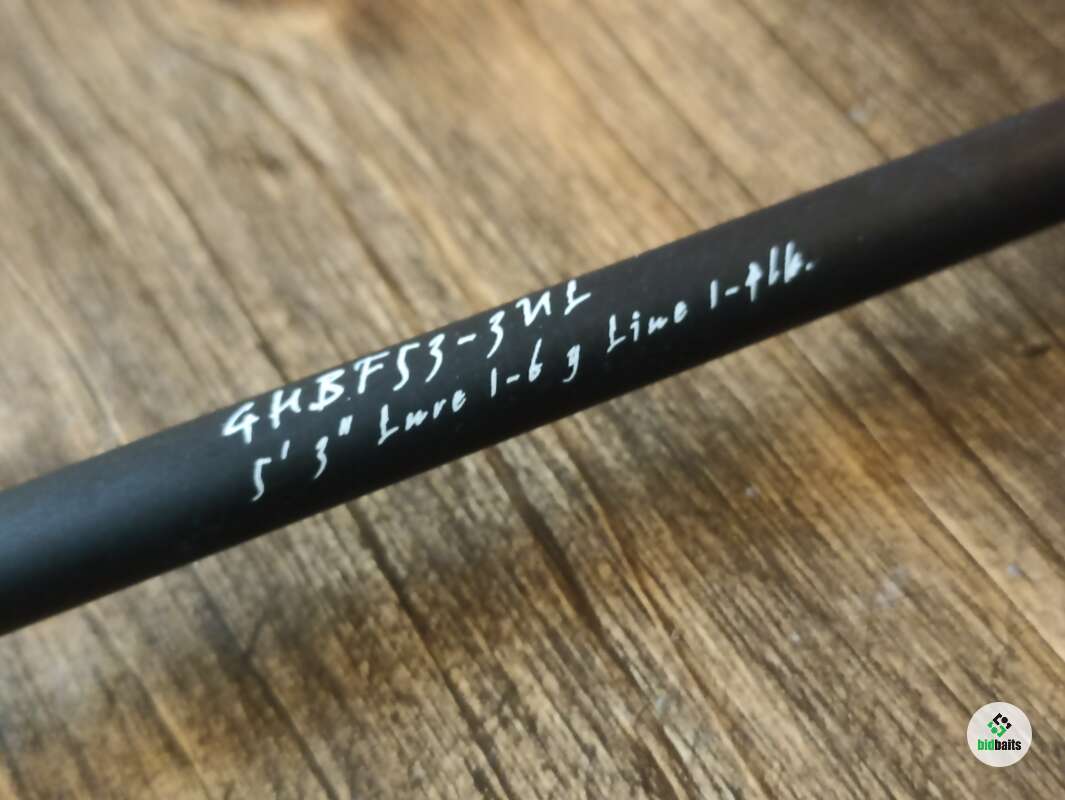 GHBF53-3UL
5'3" Lure 1-6g Line 1-4lb.
bidbaits